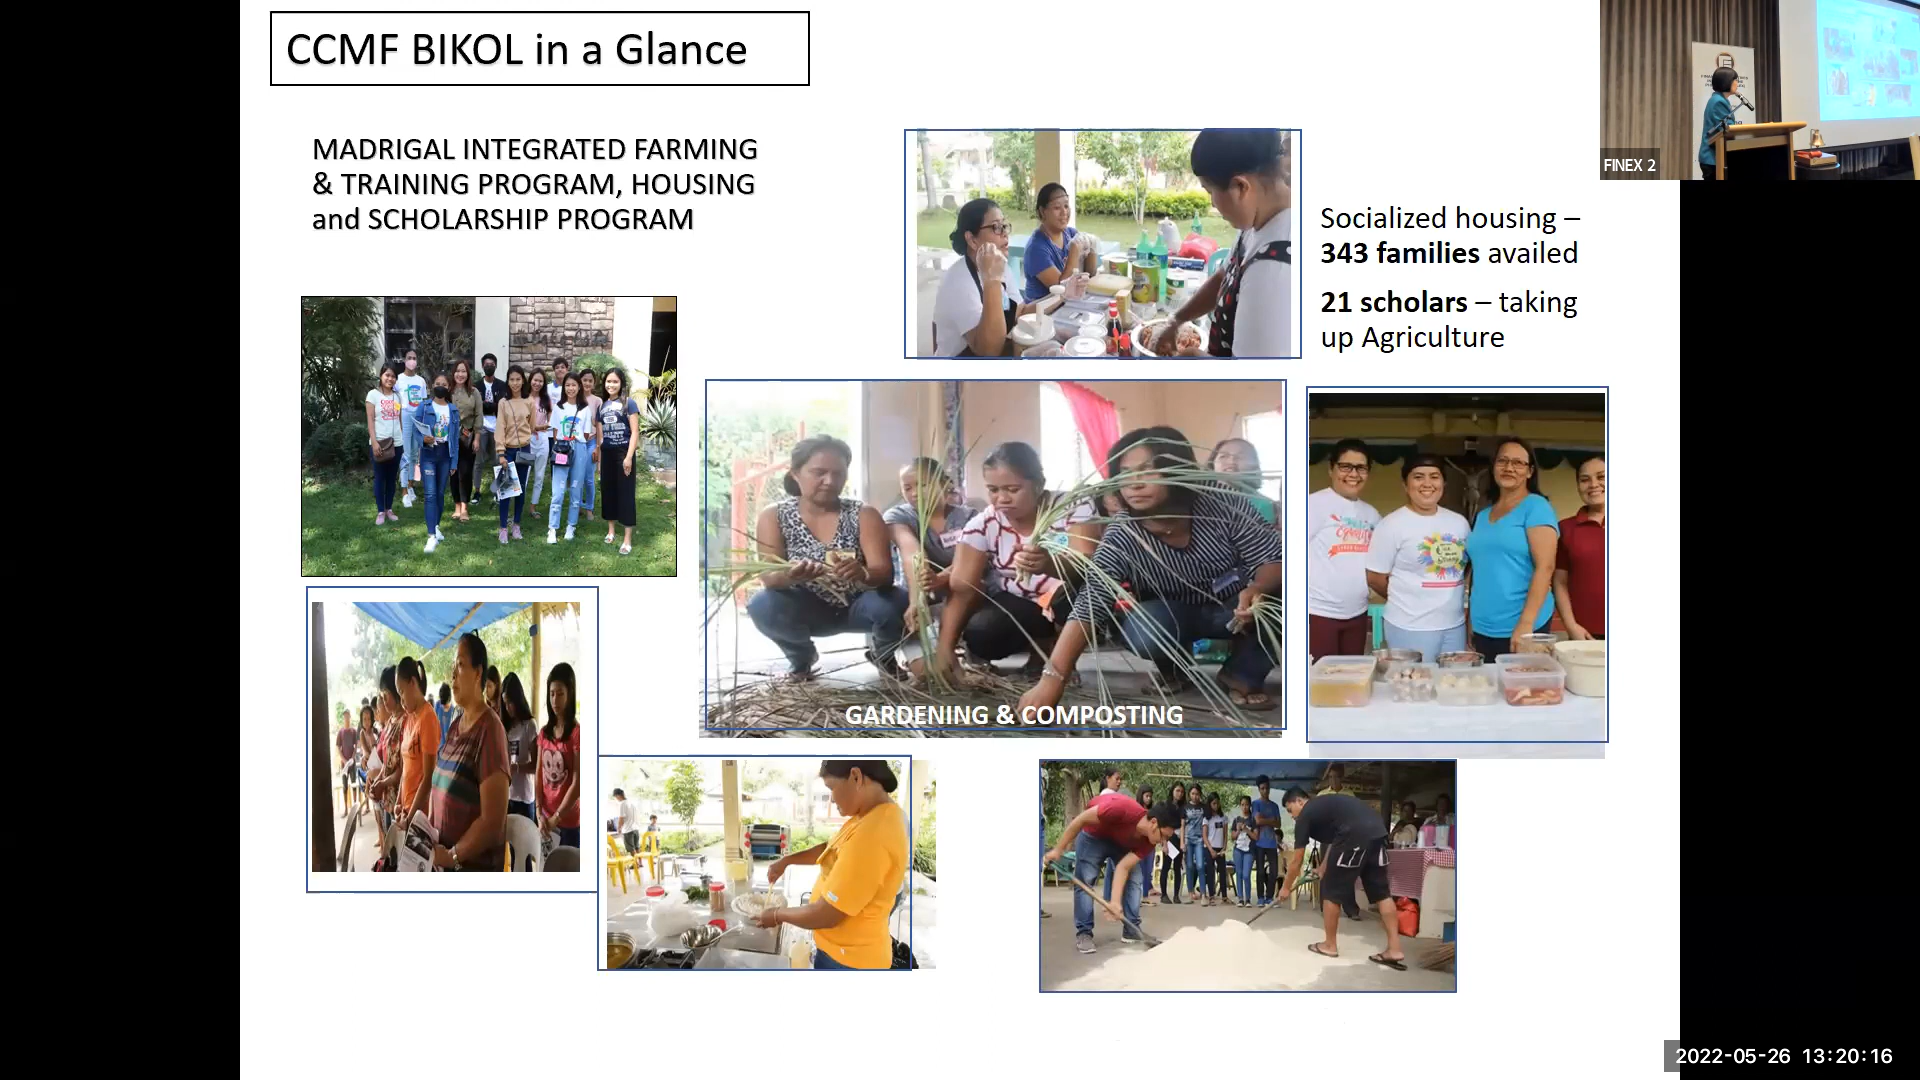 CCMF BIKOL in a Glance
MADRIGAL INTEGRATED FARMING
& TRAINING PROGRAM, HOUSING
and SCHOLARSHIP PROGRAM
Socialized housing –
343 families availed
21 scholars – taking
up Agriculture
GARDENING & COMPOSTING
FINEX 2
2022-05-26 13:20:16